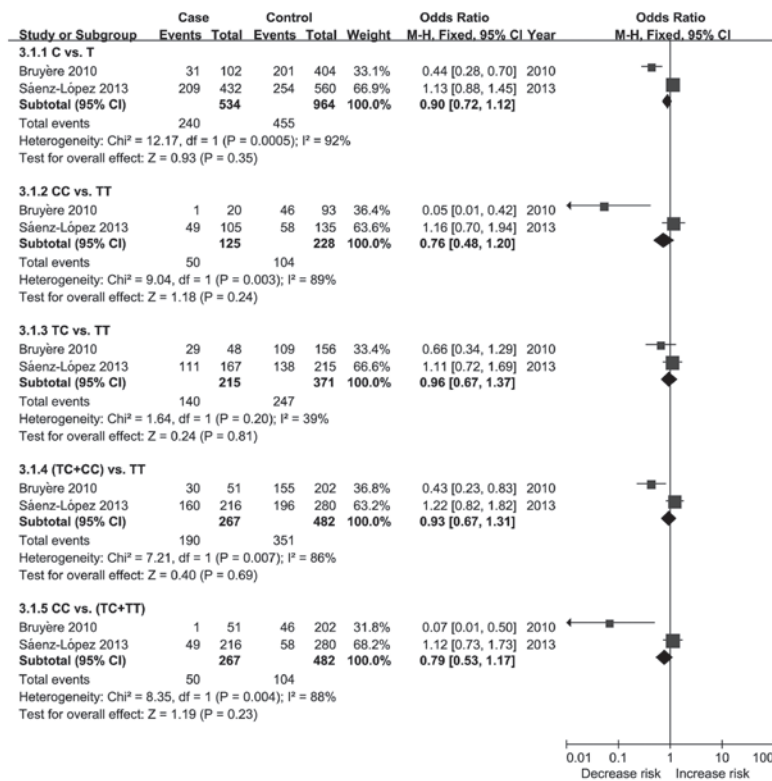 Case Control Odds Ratio Odds Ratio
Study or Subgroup Events Total Events Total Weight M-H. Fixed. 95% CI Year M-H. Fixed. 95% CI
3.1.1 C vs. T
Bruyère 2010 31 102 201 404 33.1% 0.44 [0.28, 0.70] 2010
Sáenz-López 2013 209 432 254 560 66.9% 1.13 [0.88, 1.45] 2013
Subtotal (95% CI) 534 964 100.0% 0.90 [0.72, 1.12]
Total events 240 455
Heterogeneity: Chi² = 12.17, df = 1 (P = 0.0005); I² = 92%
Test for overall effect: Z = 0.93 (P = 0.35)
3.1.2 CC vs. TT
Bruyère 2010 1 20 46 93 36.4% 0.05 [0.01, 0.42] 2010
Sáenz-López 2013 49 105 58 135 63.6% 1.16 [0.70, 1.94] 2013
Subtotal (95% CI) 125 228 100.0% 0.76 [0.48, 1.20]
Total events 50 104
Heterogeneity: Chi² = 9.04, df = 1 (P = 0.003); I² = 89%
Test for overall effect: Z = 1.18 (P = 0.24)
3.1.3 TC vs. TT
Bruyère 2010 29 48 109 156 33.4% 0.66 [0.34, 1.29] 2010
Sáenz-López 2013 111 167 138 215 66.6% 1.11 [0.72, 1.69] 2013
Subtotal (95% CI) 215 371 100.0% 0.96 [0.67, 1.37]
Total events 140 247
Heterogeneity: Chi² = 1.64, df = 1 (P = 0.20); I² = 39%
Test for overall effect: Z = 0.24 (P = 0.81)
3.1.4 (TC+CC) vs. TT
Bruyère 2010 30 51 155 202 36.8% 0.43 [0.23, 0.83] 2010
Sáenz-López 2013 160 216 196 280 63.2% 1.22 [0.82, 1.82] 2013
Subtotal (95% CI) 267 482 100.0% 0.93 [0.67, 1.31]
Total events 190 351
Heterogeneity: Chi² = 7.21, df = 1 (P = 0.007); I² = 86%
Test for overall effect: Z = 0.40 (P = 0.69)
3.1.5 CC vs. (TC+TT)
Bruyère 2010 1 51 46 202 31.8% 0.07 [0.01, 0.50] 2010
Sáenz-López 2013 49 216 58 280 68.2% 1.12 [0.73, 1.73] 2013
Subtotal (95% CI) 267 482 100.0% 0.79 [0.53, 1.17]
Total events 50 104
Heterogeneity: Chi² = 8.35, df = 1 (P = 0.004); I² = 88%
Test for overall effect: Z = 1.19 (P = 0.23)
0.01 0.1 1 10 100
Decrease risk Increase risk